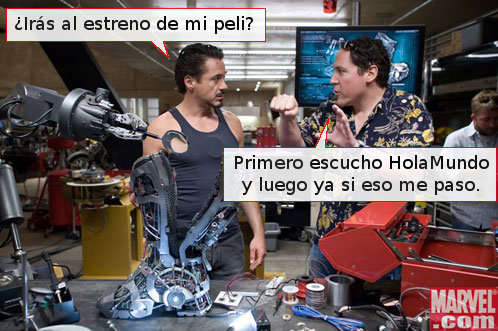 ¿Irás al estreno de mi peli?
Primero escucho HolaMundo
y luego ya si eso me paso.
MARVEL
.com